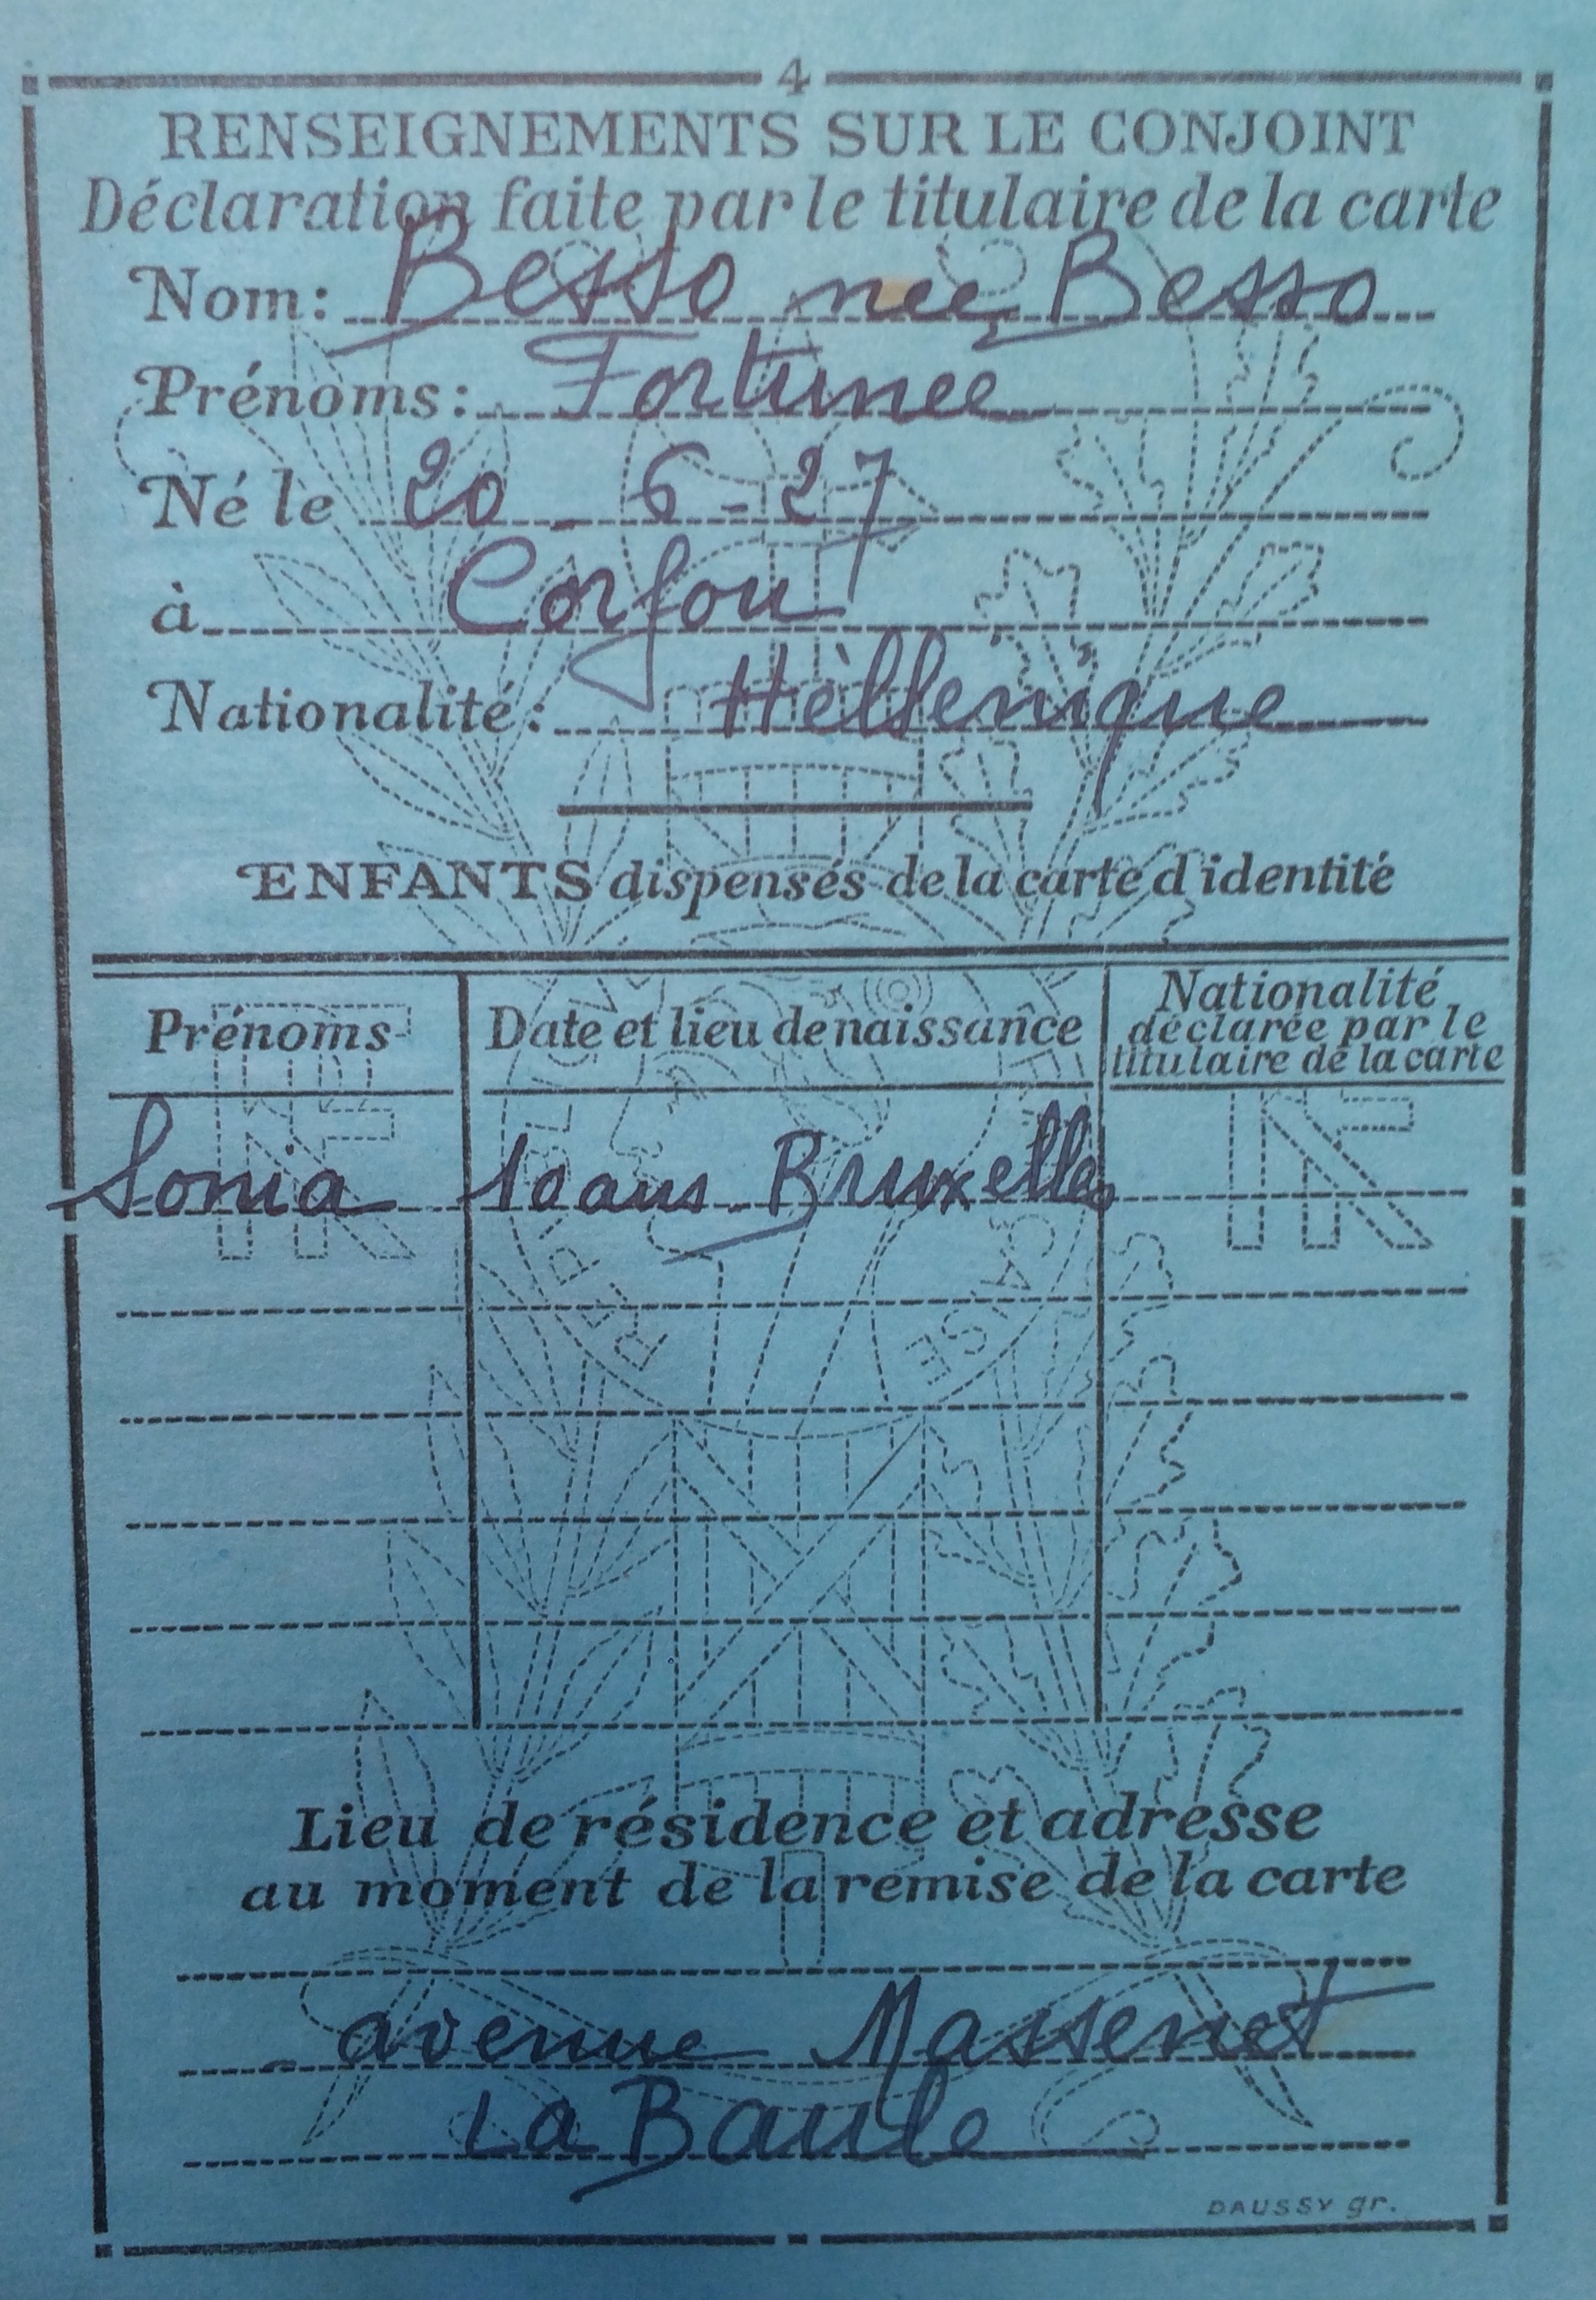 4
RENSEIGNEMENTS SUR LE CONJOINT
Déclaration faite par le titulaire de la carte
Nom: Besso née Besso
Prénoms: Fortunee
Né le 20 - 6 - 27
à Corfou
Nationalité: Hèllenique
ENFANTS dispensés de la carte d'identité
Prénoms Date et lieu de naissance Nationalité déclarée par le titulaire de la carte
Sonia 10 ans Bruxelles
Lieu de résidence et adresse
au moment de la remise de la carte
avenue Massenet
La Baule
DAUSSY gr.